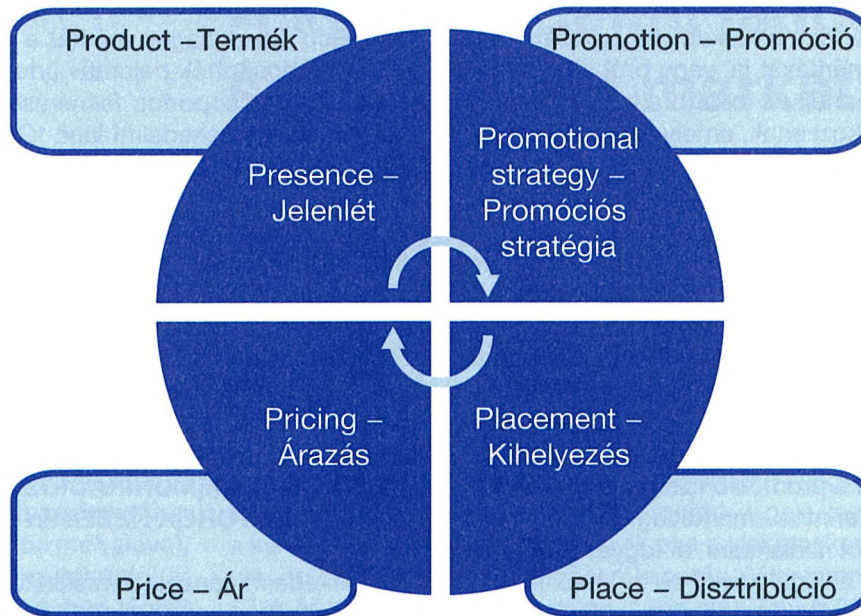 Product –Termék
Promotion – Promóció
Presence –
Jelenlét
Promotional
strategy –
Promóciós
stratégia
Pricing –
Árazás
Placement –
Kihelyezés
Price – Ár
Place – Disztribúció